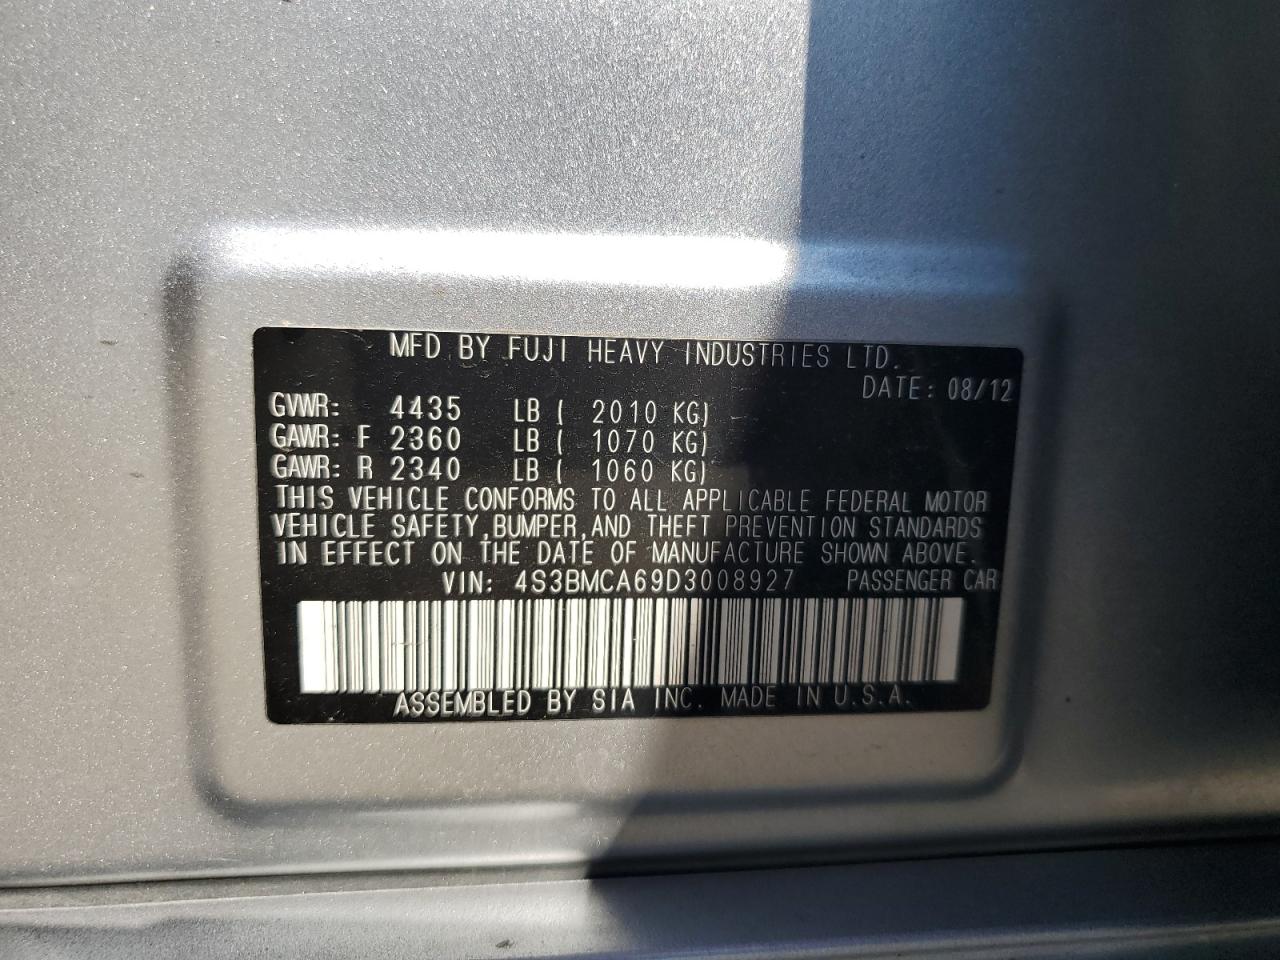 MFD BY FUJI HEAVY INDUSTRIES LTD.
DATE: 08/12
GVWR: 4435 LB ( 2010 KG)
GAWR: F 2360 LB ( 1070 KG)
GAWR: R 2340 LB ( 1060 KG)
THIS VEHICLE CONFORMS TO ALL APPLICABLE FEDERAL MOTOR
VEHICLE SAFETY,BUMPER,AND THEFT PREVENTION STANDARDS
IN EFFECT ON THE DATE OF MANUFACTURE SHOWN ABOVE.
VIN: 4S3BMCA69D3008927 PASSENGER CAR
ASSEMBLED BY SIA INC. MADE IN U.S.A.